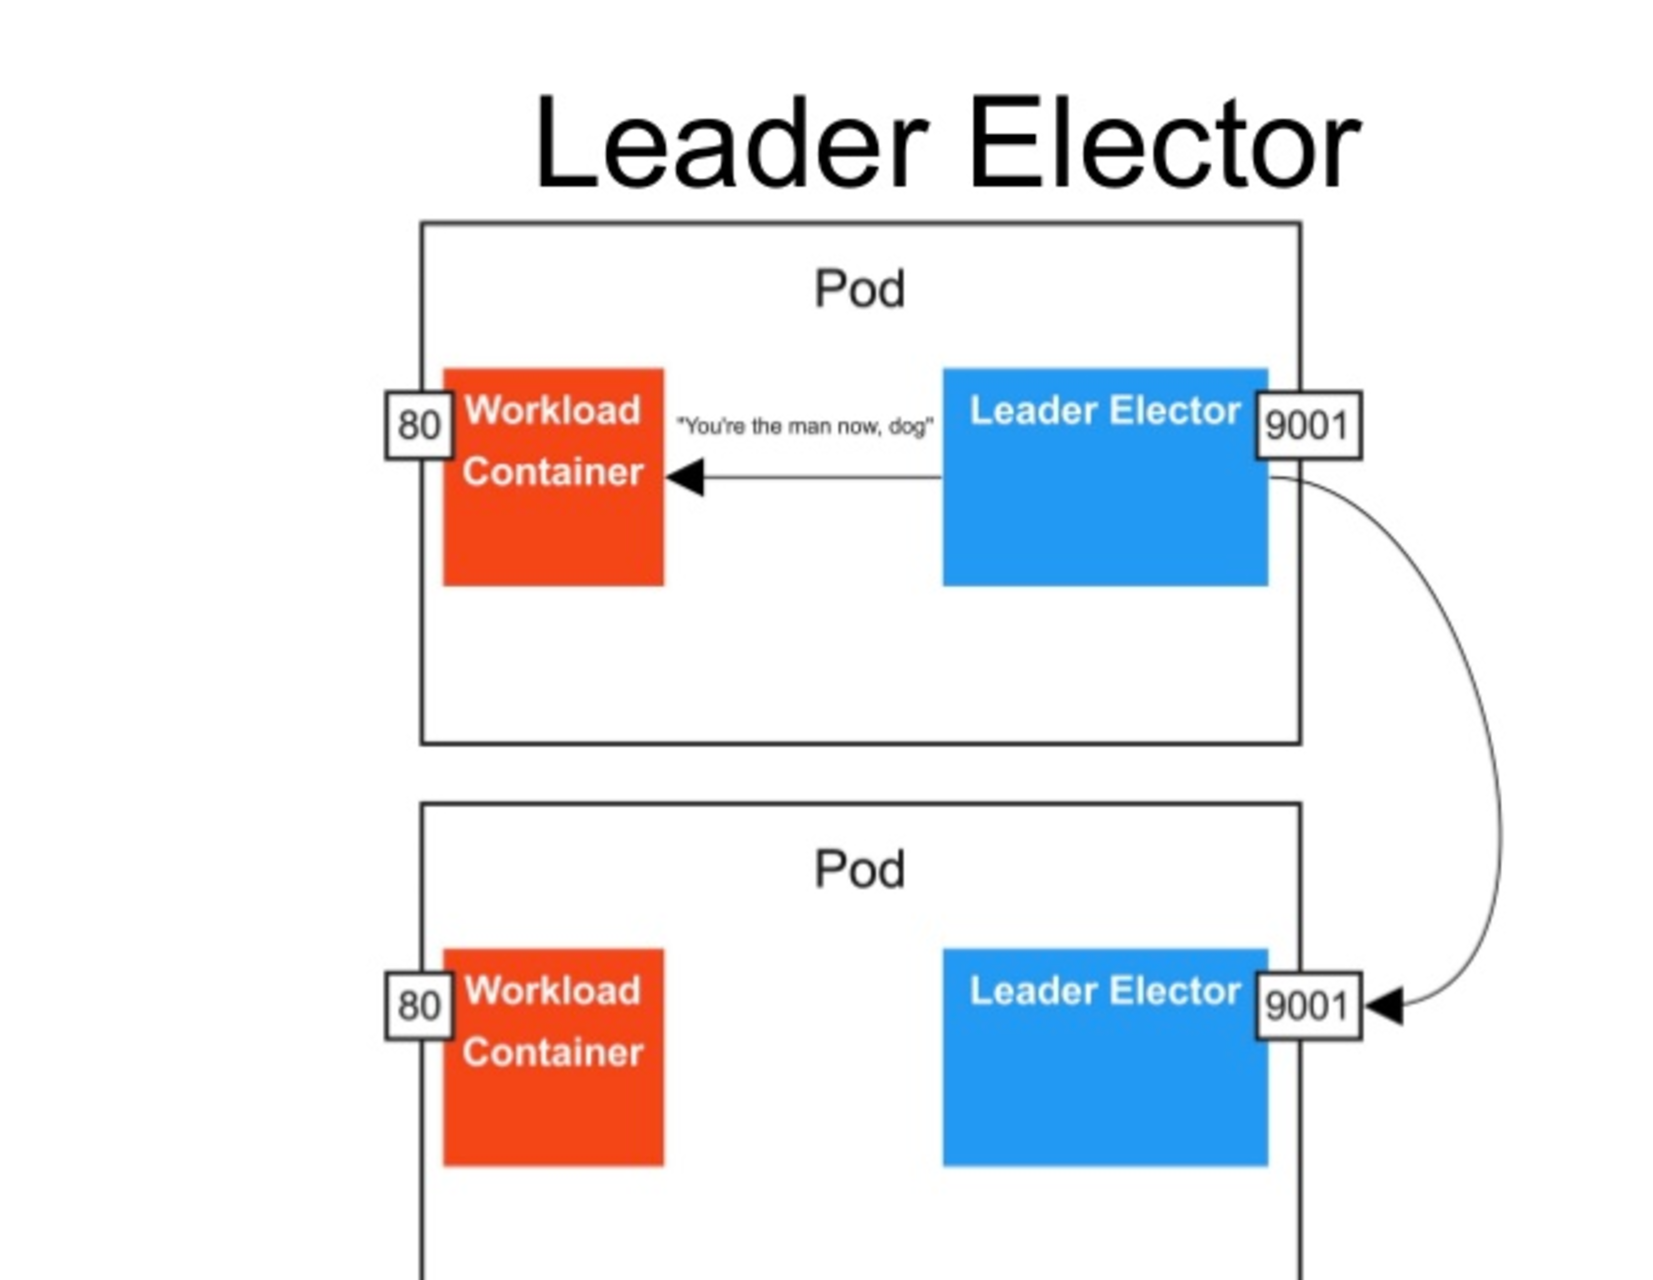 Leader Elector
Pod
80
Workload
Container
"You're the man now, dog"
Leader Elector
9001
Pod
80
Workload
Container
Leader Elector
9001